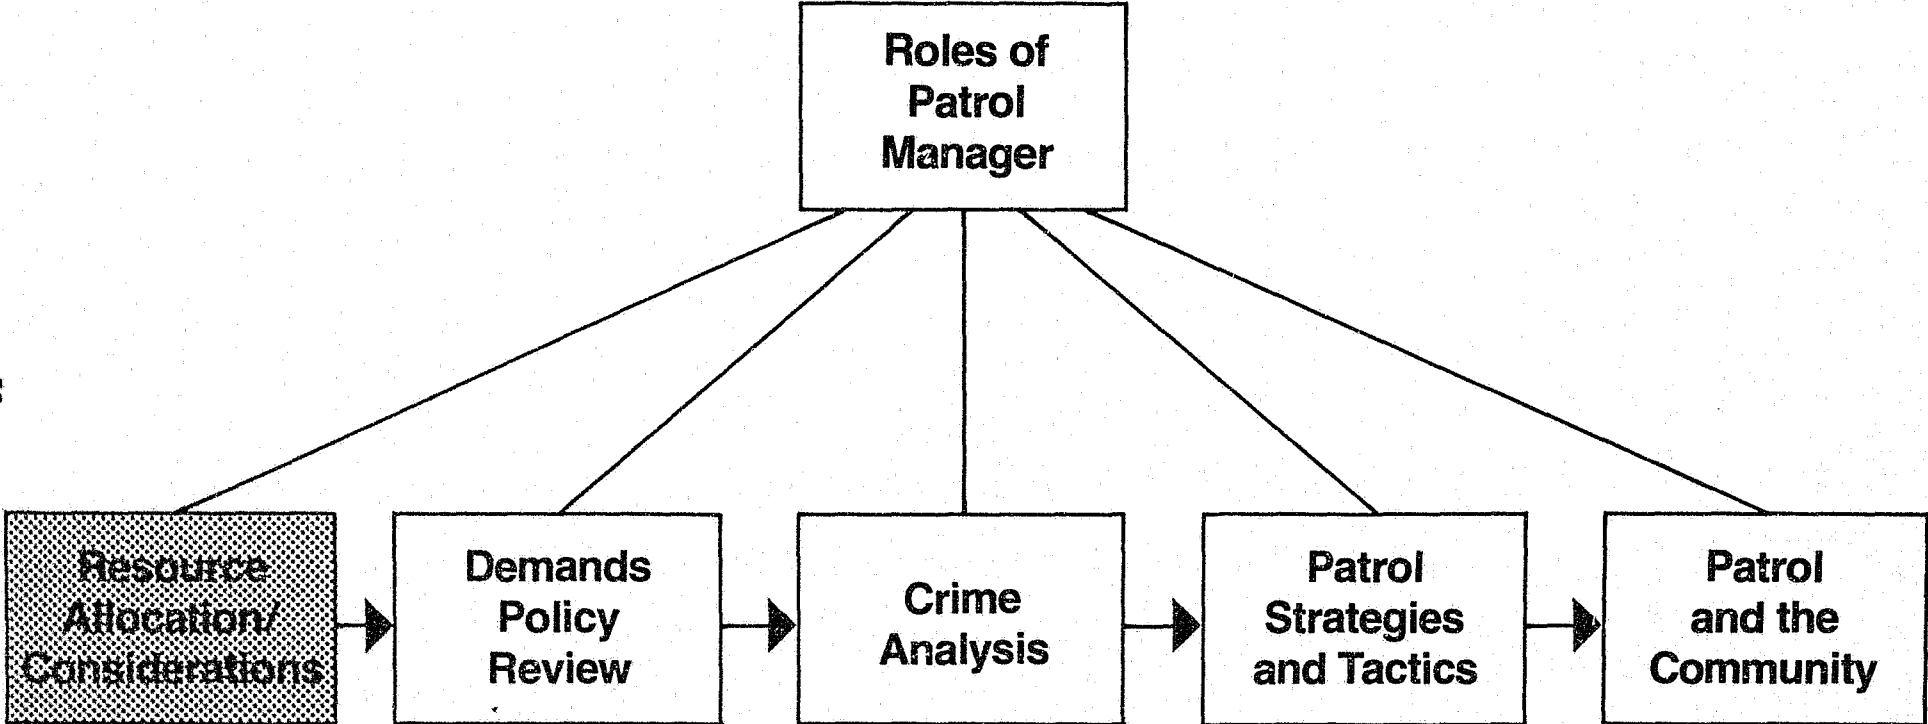 Roles of
Patrol
Manager
Resource
Allocation/
Considerations
Demands
Policy
Review
Crime
Analysis
Patrol
Strategies
and Tactics
Patrol
and the
Community